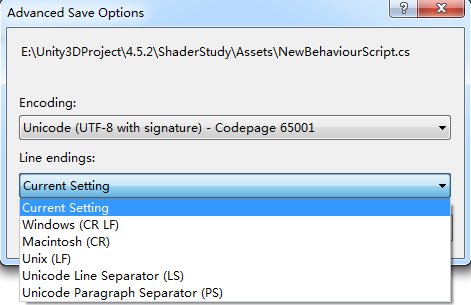 Advanced Save Options
E:\Unity3DProject\4.5.2\ShaderStudy\Assets\NewBehaviourScript.cs
Encoding:
Unicode (UTF-8 with signature) - Codepage 65001
Line endings:
Current Setting
Current Setting
Windows (CR LF)
Macintosh (CR)
Unix (LF)
Unicode Line Separator (LS)
Unicode Paragraph Separator (PS)